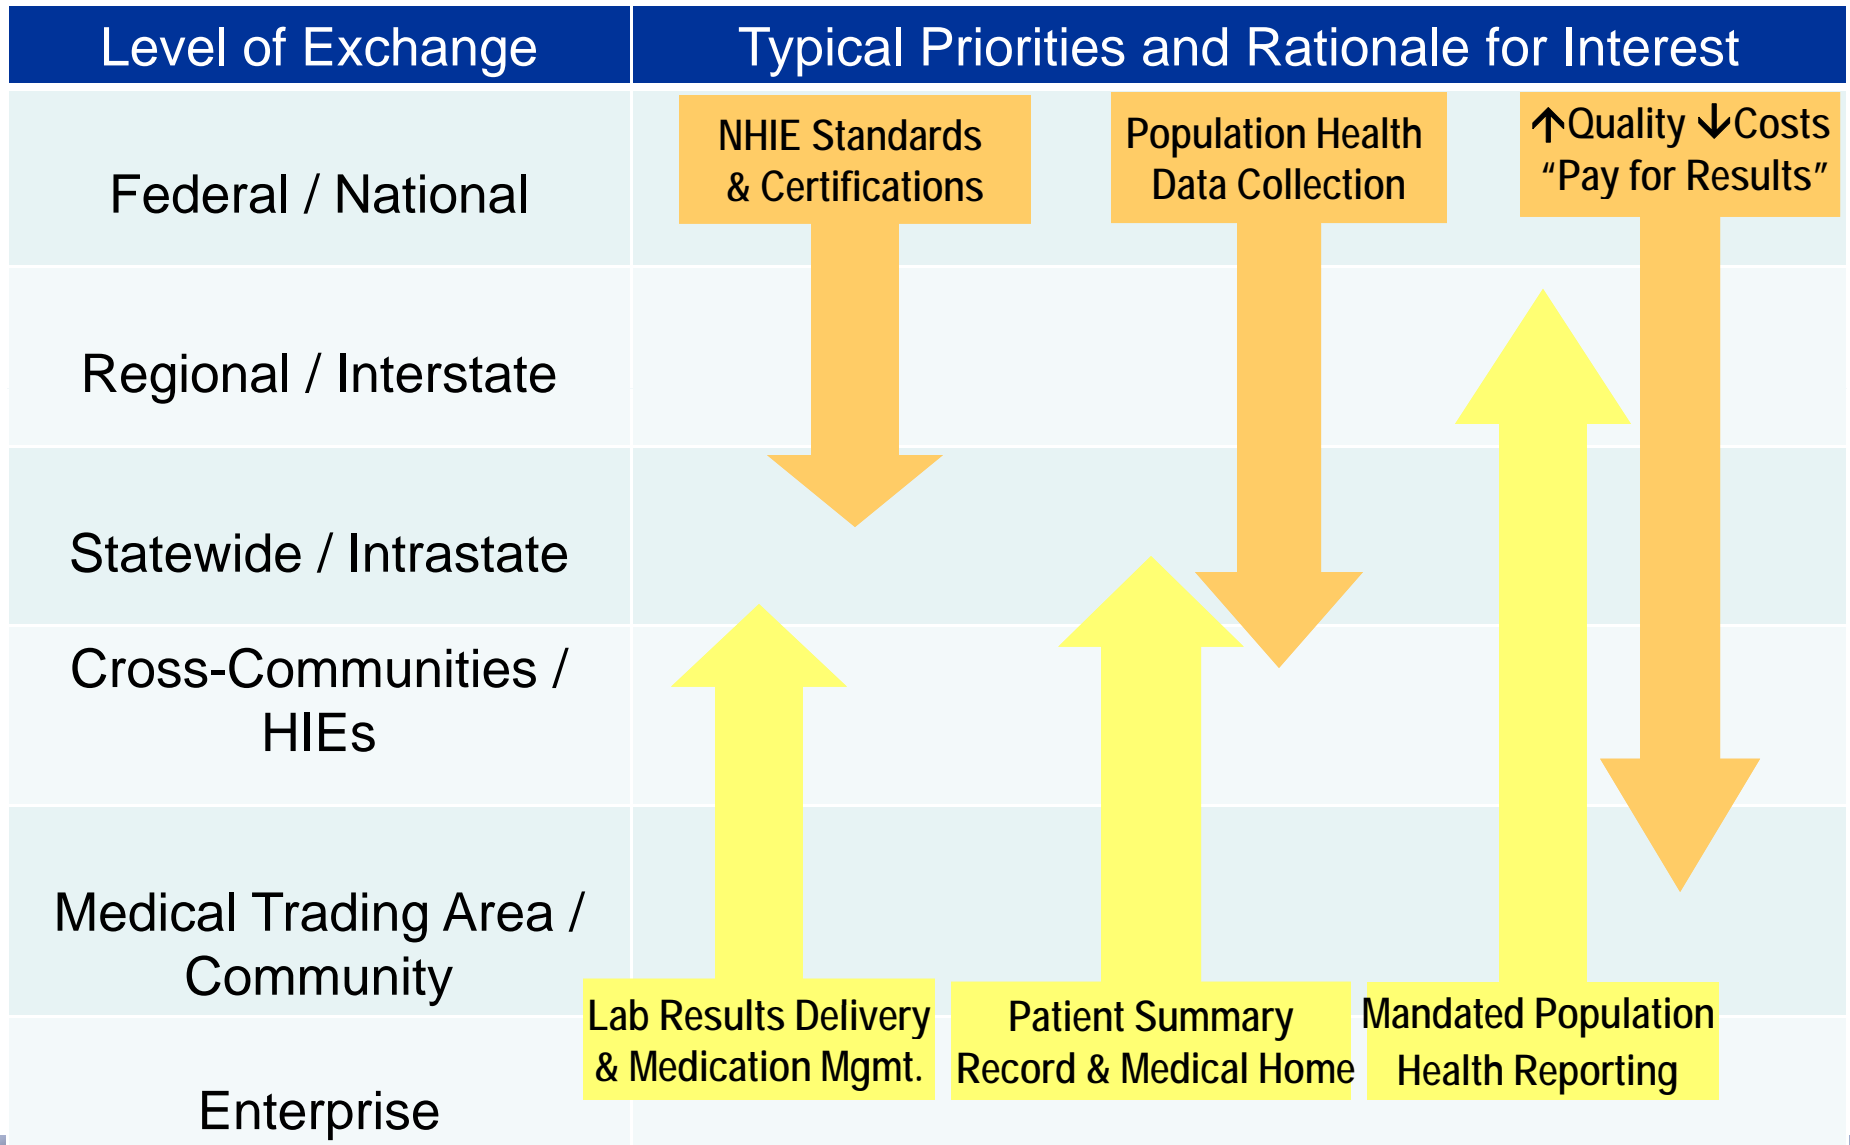 Level of Exchange
Typical Priorities and Rationale for Interest
Federal / National
NHIE Standards
& Certifications
Population Health
Data Collection
↑Quality ↓Costs
“Pay for Results”
Regional / Interstate
Statewide / Intrastate
Cross-Communities /
HIEs
Medical Trading Area /
Community
Lab Results Delivery
& Medication Mgmt.
Patient Summary
Record & Medical Home
Mandated Population
Health Reporting
Enterprise